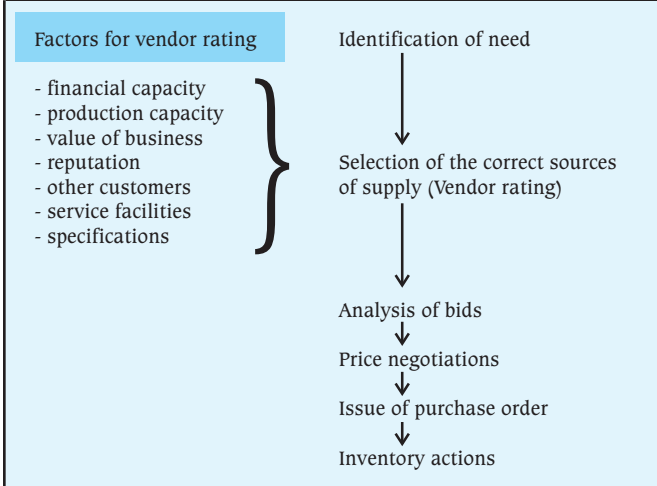 Factors for vendor rating
- financial capacity
- production capacity
- value of business
- reputation
- other customers
- service facilities
- specifications
Identification of need
Selection of the correct sources
of supply (Vendor rating)
Analysis of bids
Price negotiations
Issue of purchase order
Inventory actions